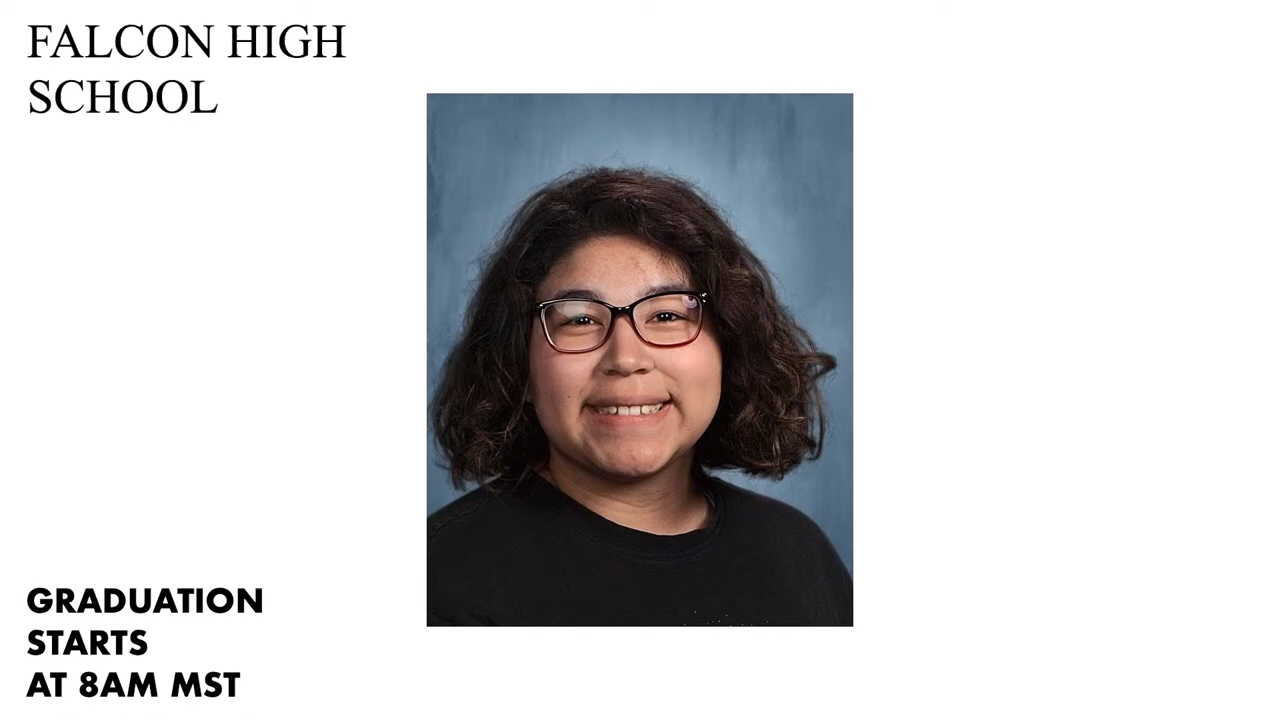 FALCON HIGH
SCHOOL
GRADUATION
STARTS
AT 8AM MST